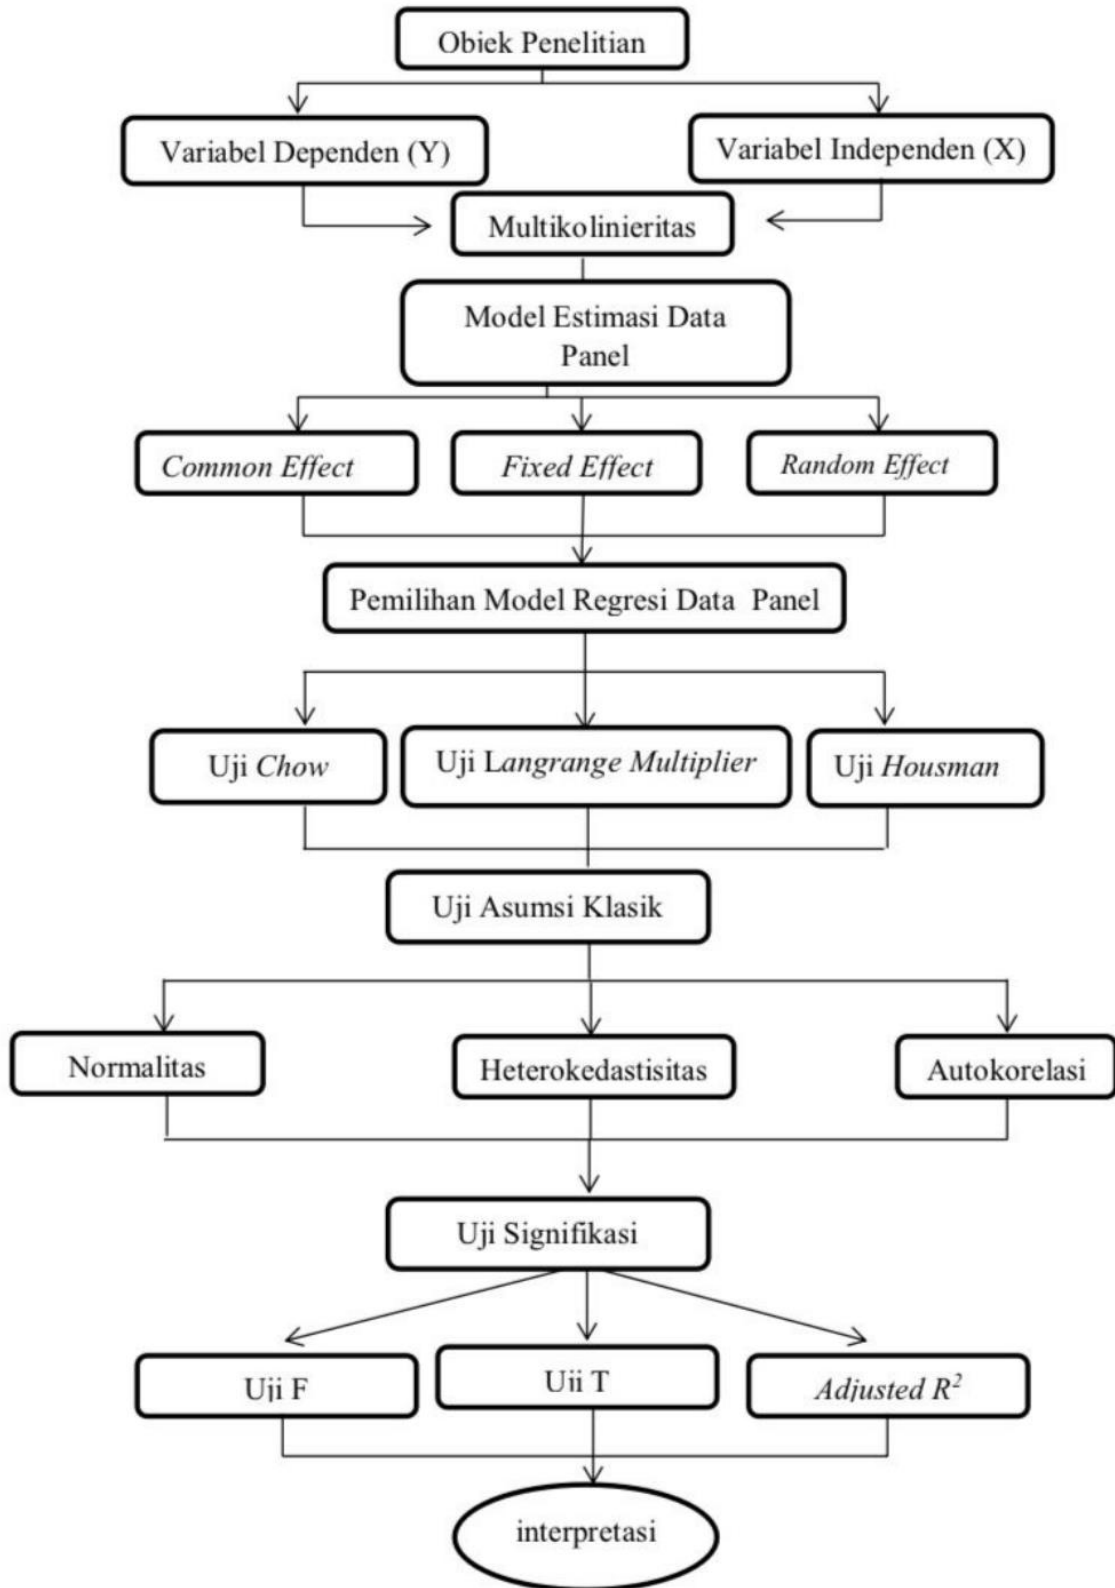 Objek Penelitian
Variabel Dependen (Y)
Variabel Independen (X)
Multikolinieritas
Model Estimasi Data
Panel
Common Effect
Fixed Effect
Random Effect
Pemilihan Model Regresi Data Panel
Uji Chow
Uji Langrange Multiplier
Uji Housman
Uji Asumsi Klasik
Normalitas
Heterokedastisitas
Autokorelasi
Uji Signifikasi
Uji F
Uji T
Adjusted R²
interpretasi